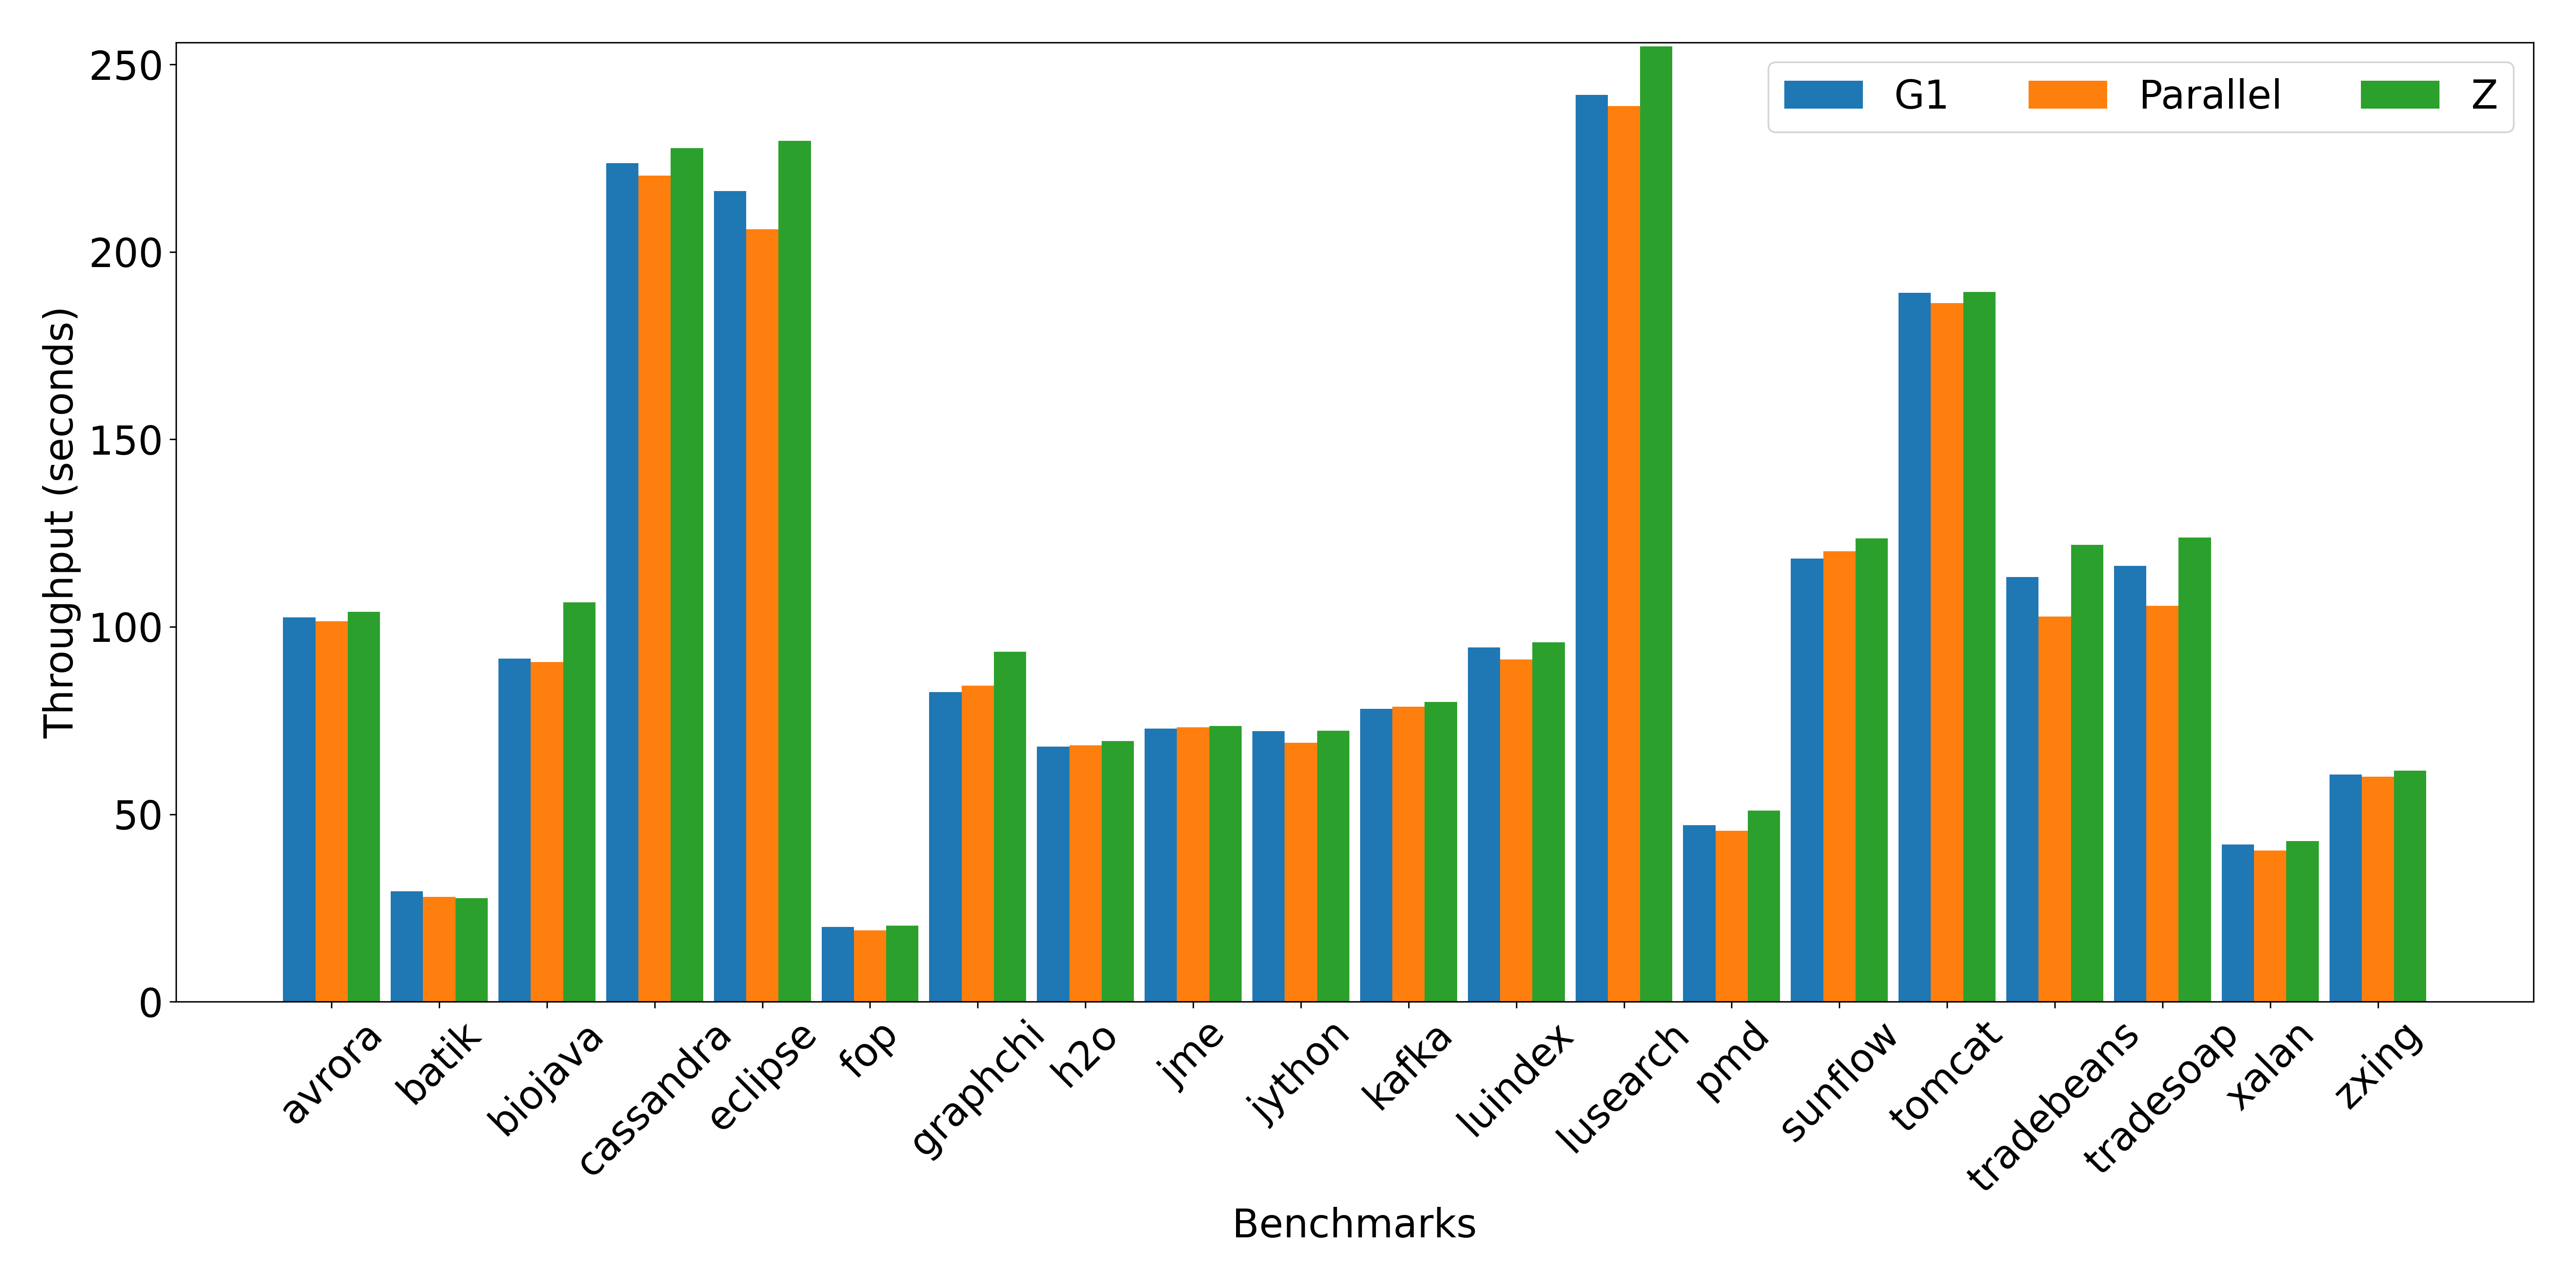 250
200
150
100
50
0
Throughput (seconds)
G1 Parallel Z
avrora batik biojava cassandra eclipse fop graphchi h2o jme jython kafka luindex lusearch pmd sunflow tomcat tradebeans tradesoap xalan zxing
Benchmarks